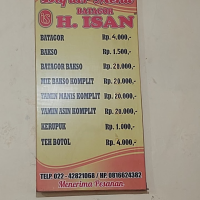 BATAGOR
H. ISAN
BATAGOR Rp. 4.000,-
BAKSO Rp. 1.500,-
BATAGOR BAKSO Rp. 20.000,-
MIE BAKSO KOMPLIT Rp. 20.000,-
YAMIN MANIS KOMPLIT Rp. 20.000,-
YAMIN ASIN KOMPLIT Rp. 20.000,-
KERUPUK Rp. 1.000,-
TEH BOTOL Rp. 4.000,-
TELP. 022 - 42821068 / HP. 0816624382
Menerima Pesanan